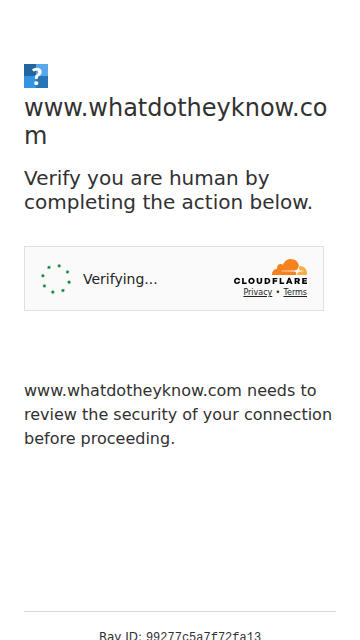 ?
www.whatdotheyknow.co
m
Verify you are human by
completing the action below.
Verifying...
CLOUDFLARE
Privacy • Terms
www.whatdotheyknow.com needs to
review the security of your connection
before proceeding.
Ray ID: 99277c5a7f72fa13